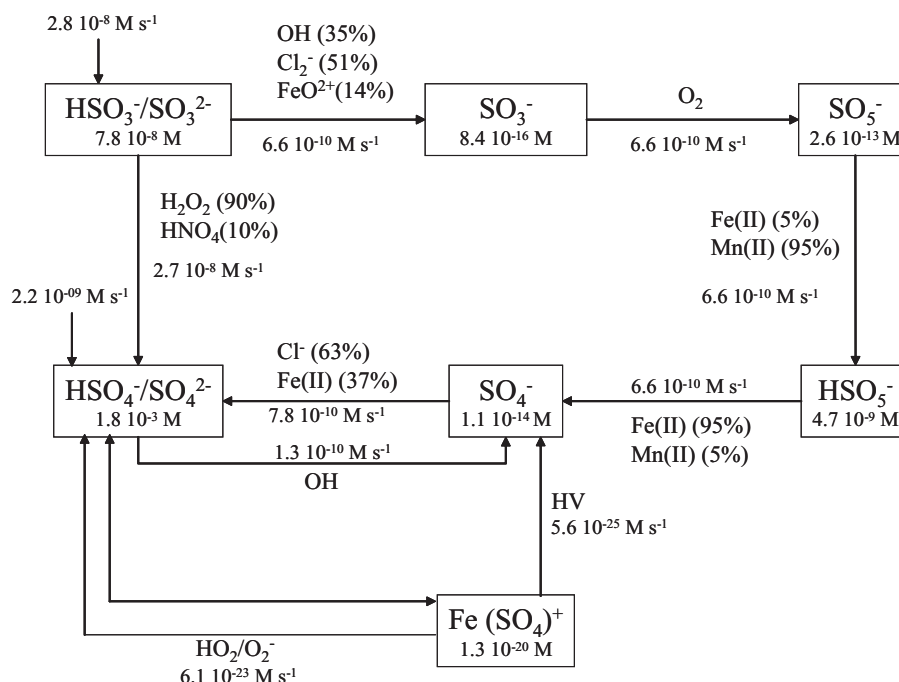 2.8 10⁻⁸ M s⁻¹
OH (35%)
Cl₂⁻ (51%)
FeO²⁺(14%)
HSO₃⁻/SO₃²⁻
7.8 10⁻⁸ M
6.6 10⁻¹⁰ M s⁻¹
SO₃⁻
8.4 10⁻¹⁶ M
O₂
6.6 10⁻¹⁰ M s⁻¹
SO₅⁻
2.6 10⁻¹³ M
H₂O₂ (90%)
HNO₄(10%)
2.7 10⁻⁸ M s⁻¹
Fe(II) (5%)
Mn(II) (95%)
6.6 10⁻¹⁰ M s⁻¹
2.2 10⁻⁰⁹ M s⁻¹
HSO₄⁻/SO₄²⁻
1.8 10⁻³ M
Cl⁻ (63%)
Fe(II) (37%)
7.8 10⁻¹⁰ M s⁻¹
SO₄⁻
1.1 10⁻¹⁴ M
6.6 10⁻¹⁰ M s⁻¹
Fe(II) (95%)
Mn(II) (5%)
HSO₅⁻
4.7 10⁻⁹ M
1.3 10⁻¹⁰ M s⁻¹
OH
HV
5.6 10⁻²⁵ M s⁻¹
Fe (SO₄)⁺
1.3 10⁻²⁰ M
HO₂/O₂⁻
6.1 10⁻²³ M s⁻¹